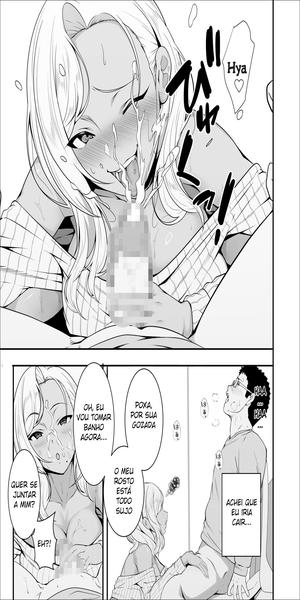 Hya
♡
HAA
...
HAA
...
ACHEI QUE
EU IRIA
CAIR...
POXA,
POR SUA
GOZADA
O MEU
ROSTO
ESTÁ
TODO
SUJO
OH, EU
VOU TOMAR
BANHO
AGORA...
QUER SE
JUNTAR
A MIM?
EH?!